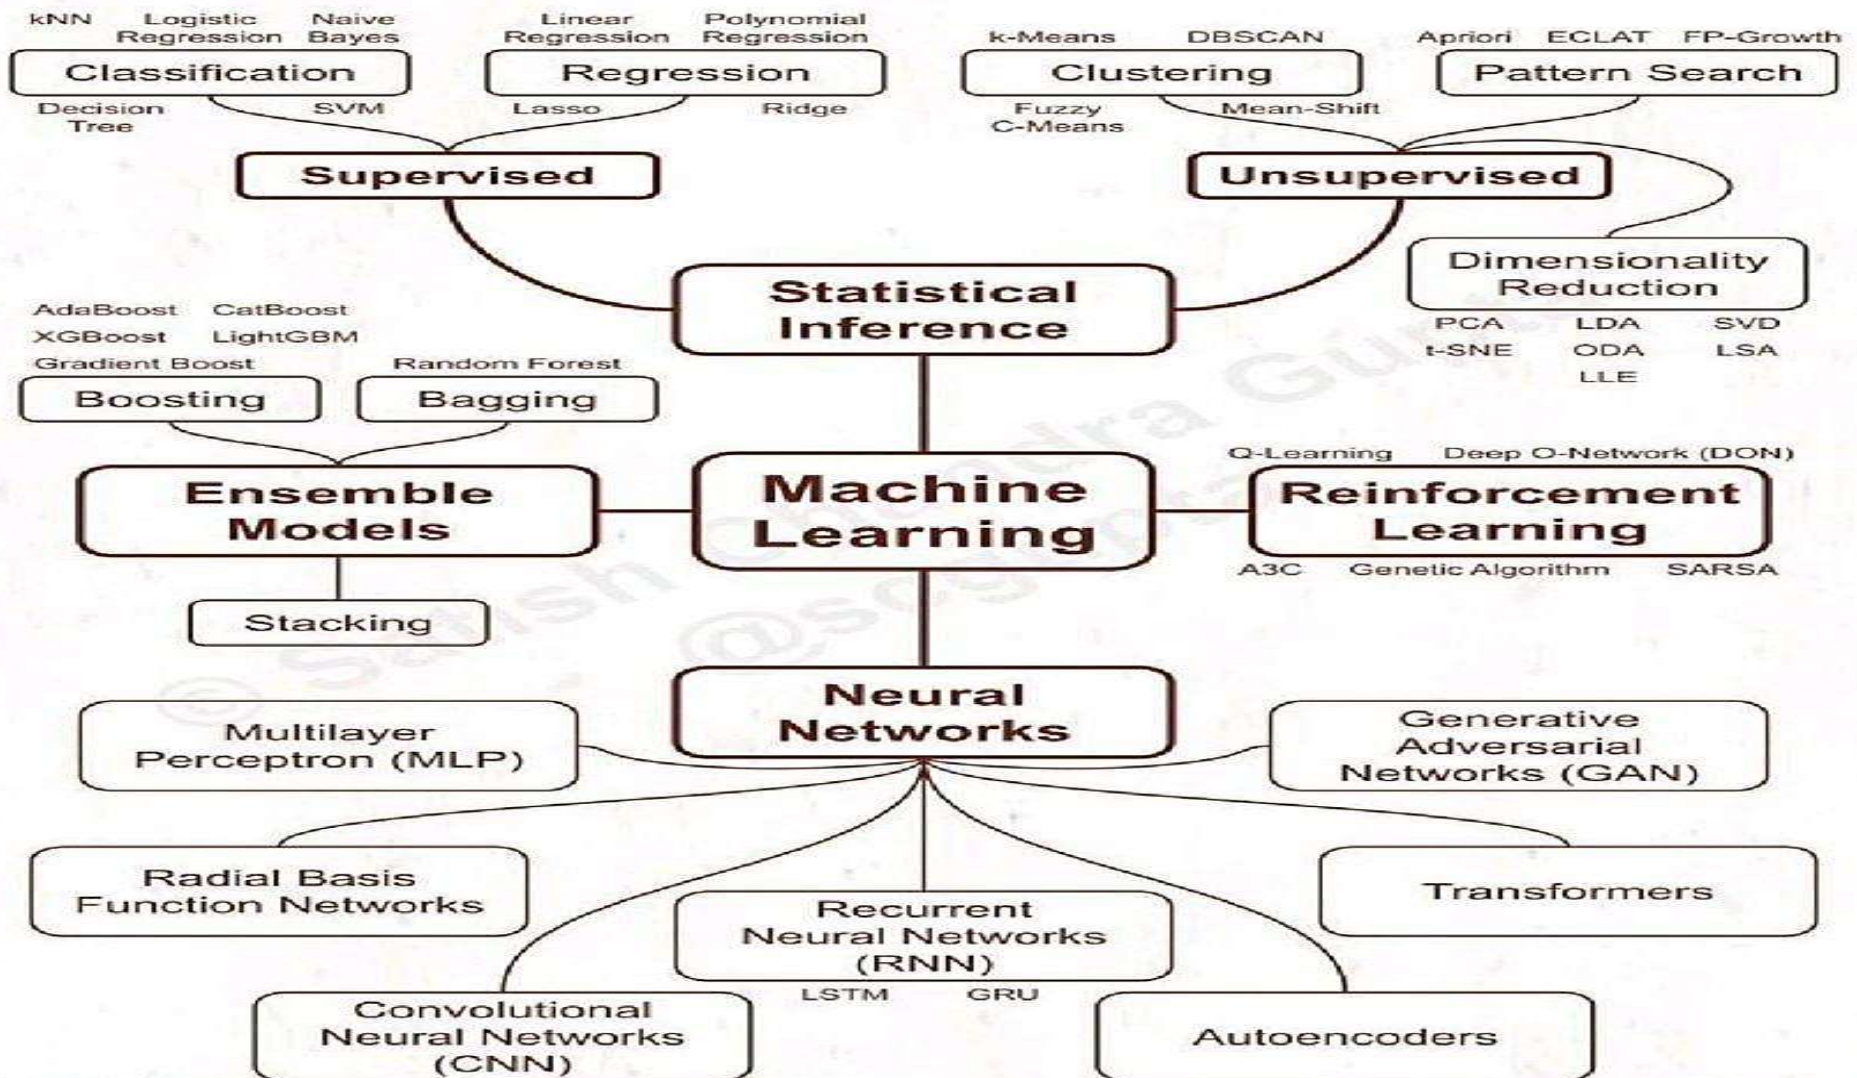 kNN
Logistic
Regression
Naive
Bayes
Classification
Decision
Tree
SVM
Linear
Regression
Polynomial
Regression
Regression
Lasso
Ridge
Supervised
k-Means
DBSCAN
Clustering
Fuzzy
C-Means
Mean-Shift
Apriori
ECLAT
FP-Growth
Pattern Search
Unsupervised
Dimensionality
Reduction
PCA
LDA
SVD
t-SNE
ODA
LSA
LLE
Statistical
Inference
AdaBoost
CatBoost
XGBoost
LightGBM
Gradient Boost
Random Forest
Boosting
Bagging
Ensemble
Models
Stacking
Machine
Learning
Q-Learning
Deep O-Network (DON)
Reinforcement
Learning
A3C
Genetic Algorithm
SARSA
Neural
Networks
Multilayer
Perceptron (MLP)
Generative
Adversarial
Networks (GAN)
Radial Basis
Function Networks
Transformers
Recurrent
Neural Networks
(RNN)
LSTM
GRU
Convolutional
Neural Networks
(CNN)
Autoencoders